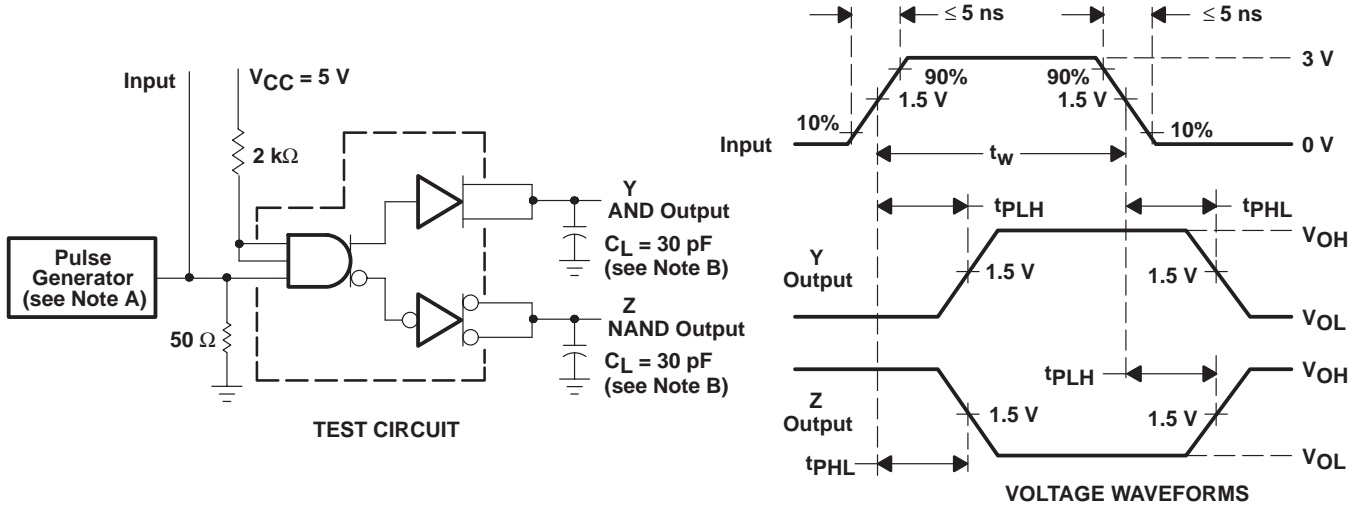 Input
V_CC = 5 V
2 kΩ
Pulse
Generator
(see Note A)
50 Ω
Y
AND Output
C_L = 30 pF
(see Note B)
Z
NAND Output
C_L = 30 pF
(see Note B)
TEST CIRCUIT
≤ 5 ns
≤ 5 ns
3 V
90%
90%
1.5 V
1.5 V
10%
10%
Input
t_w
0 V
t_PLH
t_PHL
V_OH
Y
Output
1.5 V
1.5 V
V_OL
t_PLH
V_OH
Z
Output
1.5 V
1.5 V
t_PHL
V_OL
VOLTAGE WAVEFORMS